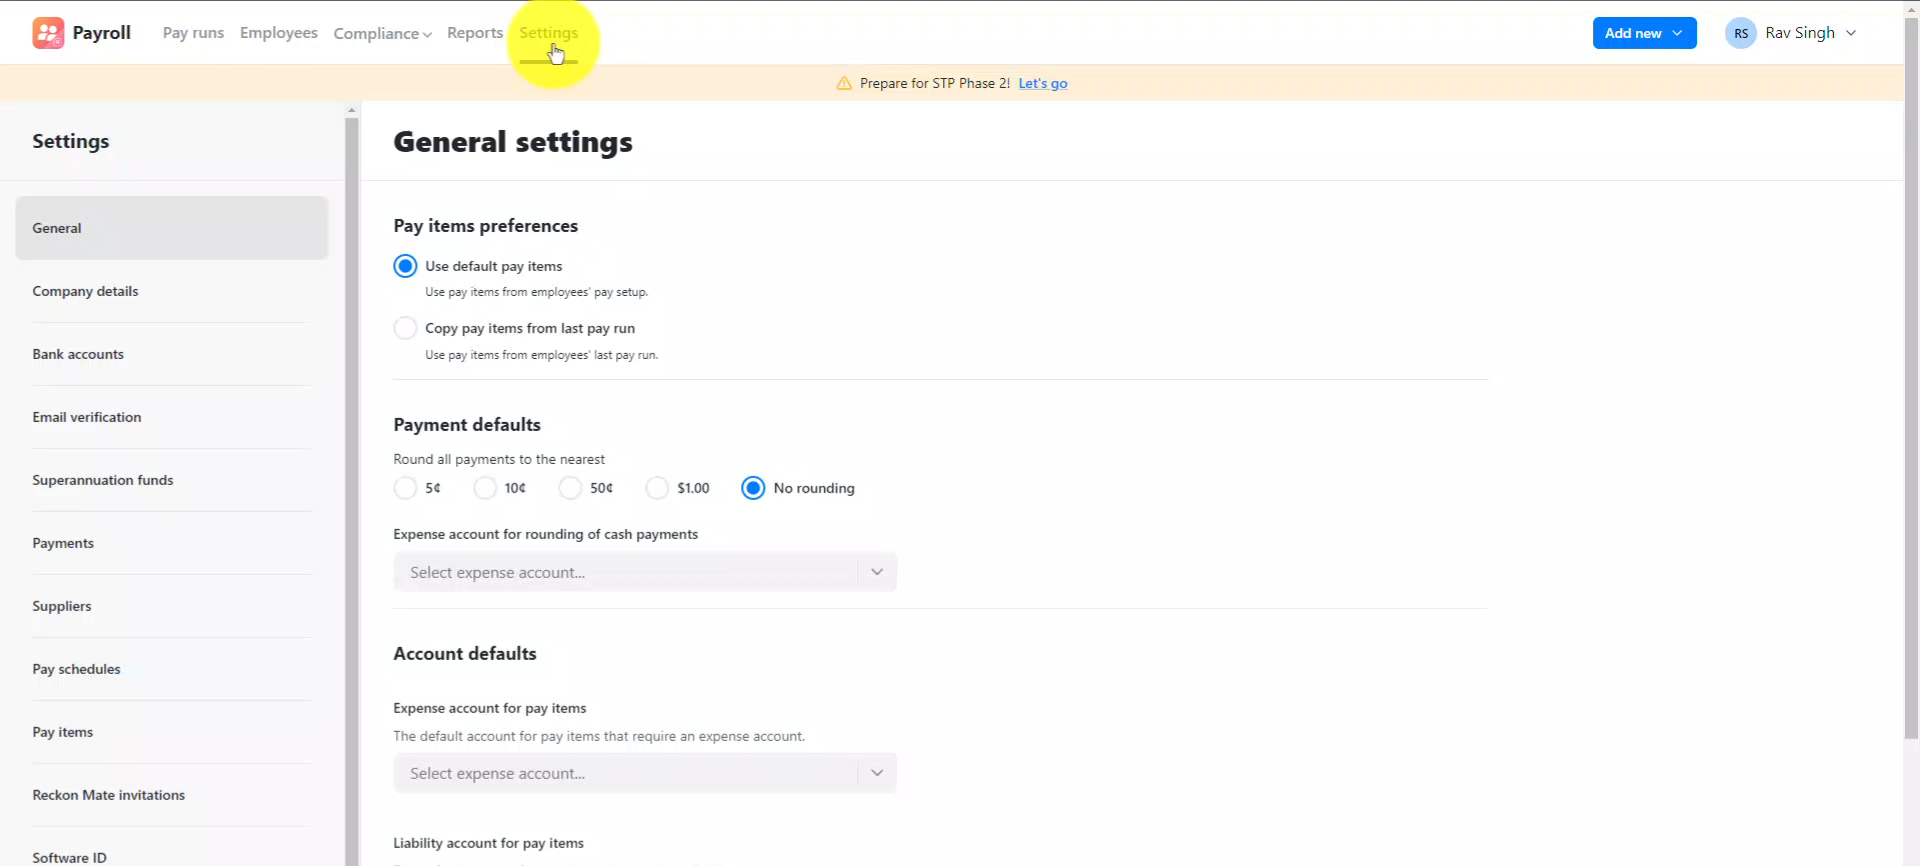 Payroll
Pay runs
Employees
Compliance
Reports
Settings
Add new
RS
Rav Singh
Prepare for STP Phase 2! Let's go
Settings
General
Company details
Bank accounts
Email verification
Superannuation funds
Payments
Suppliers
Pay schedules
Pay items
Reckon Mate invitations
Software ID
General settings
Pay items preferences
Use default pay items
Use pay items from employees' pay setup.
Copy pay items from last pay run
Use pay items from employees' last pay run.
Payment defaults
Round all payments to the nearest
5¢ 10¢ 50¢ $1.00 No rounding
Expense account for rounding of cash payments
Select expense account...
Account defaults
Expense account for pay items
The default account for pay items that require an expense account.
Select expense account...
Liability account for pay items